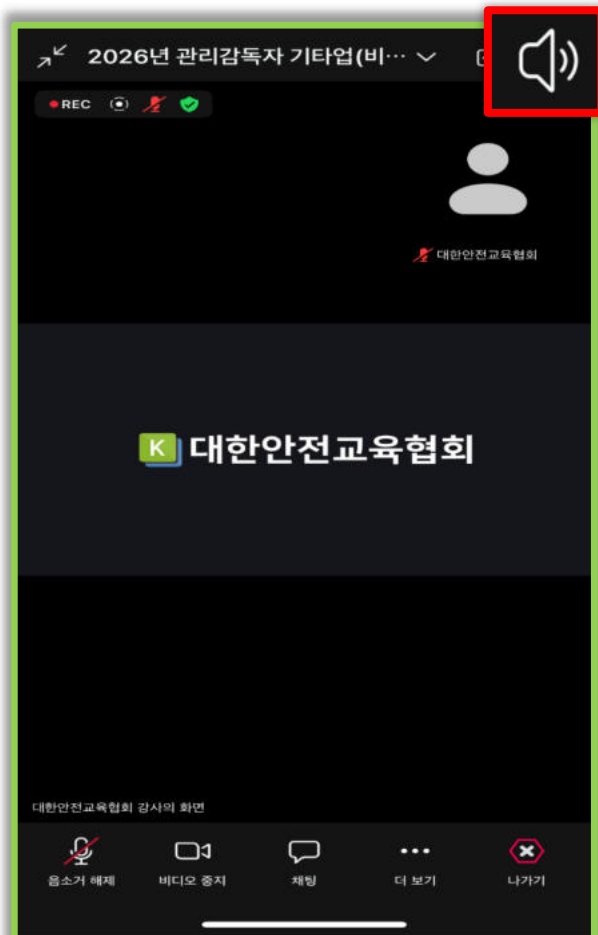 2026년 관리감독자 기타업(비…
REC
대한안전교육협회
K 대한안전교육협회
대한안전교육협회 강사의 화면
음소거 해제
비디오 중지
채팅
더 보기
나가기